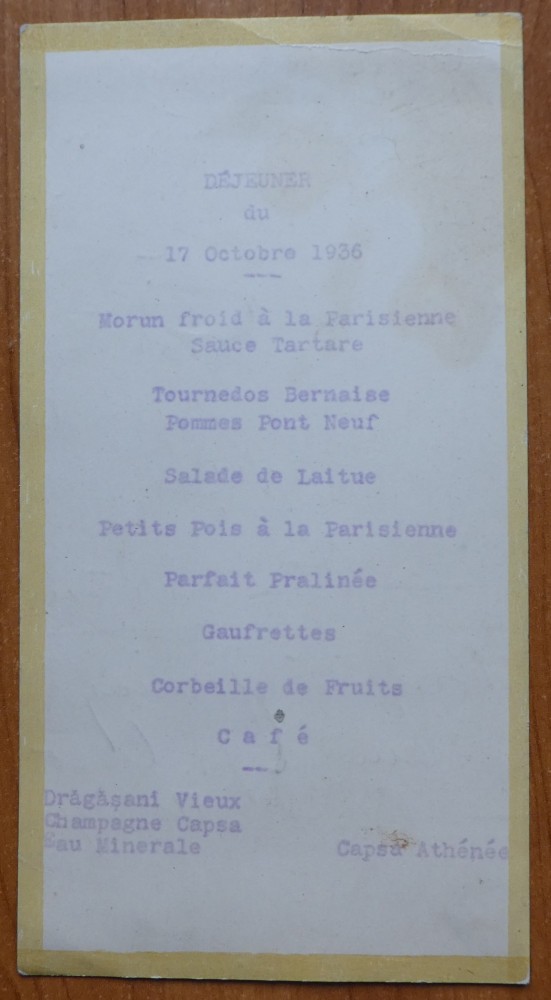 DÉJEUNER
du
17 Octobre 1936
Morun froid à la Parisienne
Sauce Tartare
Tournedos Bernaise
Pommes Pont Neuf
Salade de Laitue
Petits Pois à la Parisienne
Parfait Pralinée
Gaufrettes
Corbeille de Fruits
C a f é
Drăgăşani Vieux
Champagne Capsa
Eau Minerale
Capsa Athénée